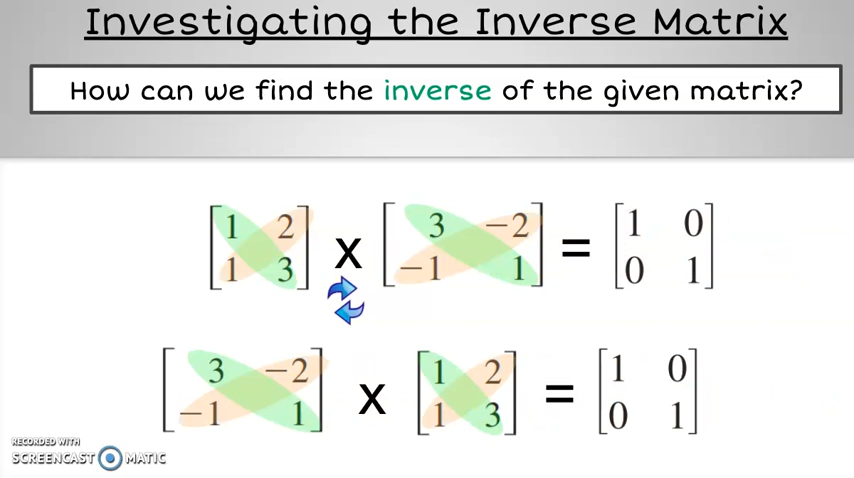 Investigating the Inverse Matrix
How can we find the inverse of the given matrix?
[1 2] x [3 −2] = [1 0]
[1 3] [−1 1] [0 1]
[3 −2] x [1 2] = [1 0]
[−1 1] [1 3] [0 1]
RECORDED WITH
SCREENCAST MATIC